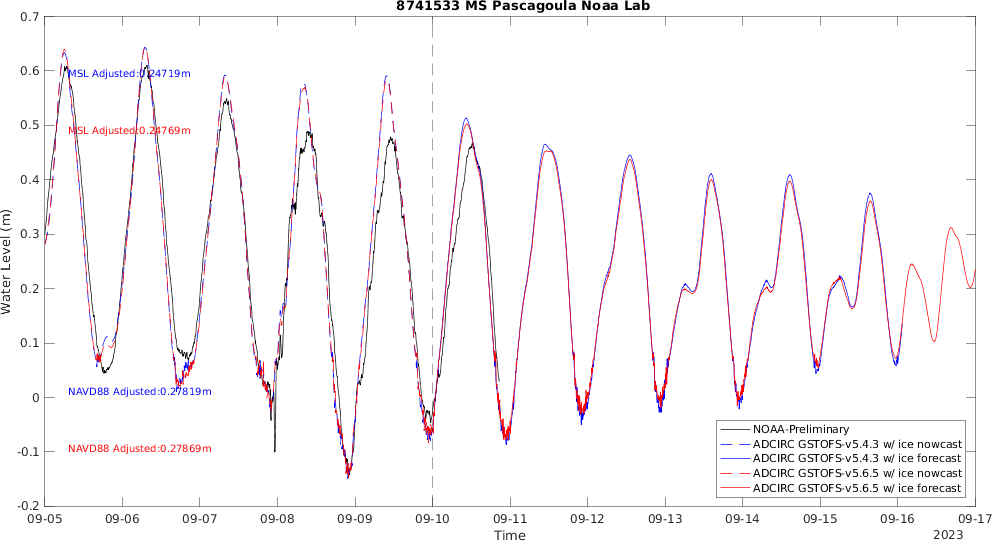 8741533 MS Pascagoula Noaa Lab
0.7
0.6
0.5
0.4
0.3
0.2
0.1
0
-0.1
-0.2
Water Level (m)
MSL Adjusted:0.24719m
MSL Adjusted:0.24769m
NAVD88 Adjusted:0.27819m
NAVD88 Adjusted:0.27869m
NOAA-Preliminary
ADCIRC GSTOFS-v5.4.3 w/ ice nowcast
ADCIRC GSTOFS-v5.4.3 w/ ice forecast
ADCIRC GSTOFS-v5.6.5 w/ ice nowcast
ADCIRC GSTOFS-v5.6.5 w/ ice forecast
09-05 09-06 09-07 09-08 09-09 09-10 09-11 09-12 09-13 09-14 09-15 09-16 09-17
Time
2023